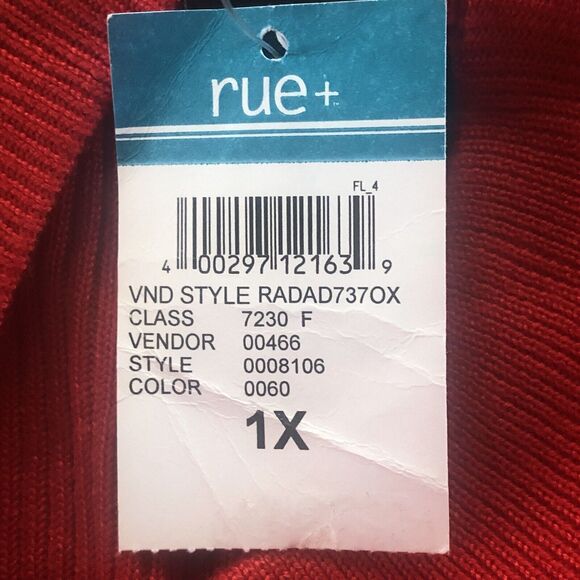 rue+
FL_4
4 00297 12163 9
VND STYLE RADAD737OX
CLASS 7230 F
VENDOR 00466
STYLE 0008106
COLOR 0060
1X